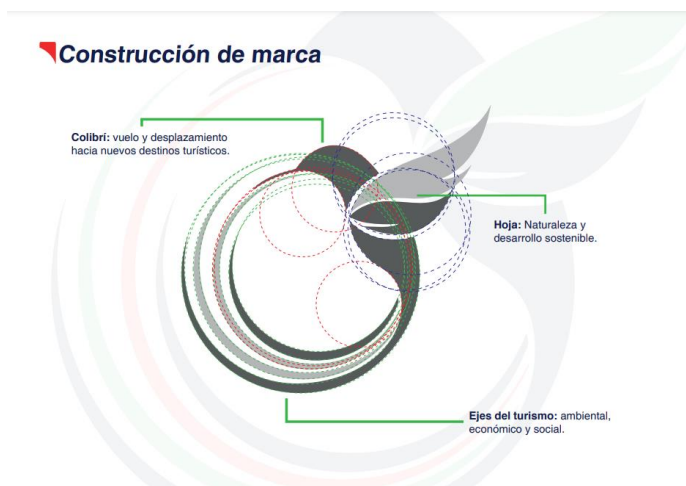 Construcción de marca
Colibrí: vuelo y desplazamiento
hacia nuevos destinos turísticos.
Hoja: Naturaleza y
desarrollo sostenible.
Ejes del turismo: ambiental,
económico y social.